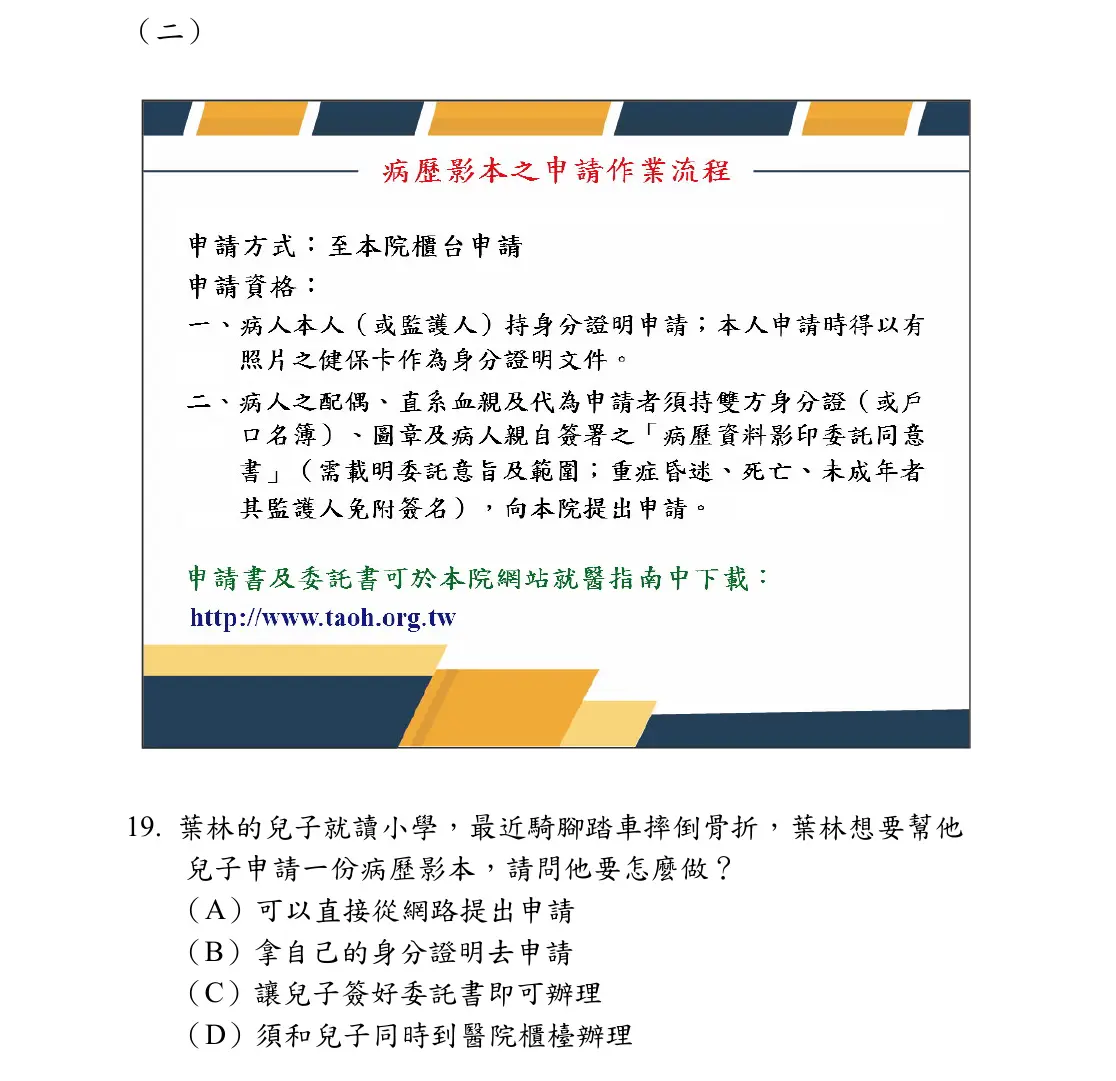 （二）
病歷影本之申請作業流程
申請方式：至本院櫃台申請
申請資格：
一、病人本人（或監護人）持身分證明申請；本人申請時得以有
照片之健保卡作為身分證明文件。
二、病人之配偶、直系血親及代為申請者須持雙方身分證（或戶
口名簿）、圖章及病人親自簽署之「病歷資料影印委託同意
書」（需載明委託意旨及範圍；重症昏迷、死亡、未成年者
其監護人免附簽名），向本院提出申請。
申請書及委託書可於本院網站就醫指南中下載：
http://www.taoh.org.tw
19. 葉林的兒子就讀小學，最近騎腳踏車摔倒骨折，葉林想要幫他
兒子申請一份病歷影本，請問他要怎麼做？
（A）可以直接從網路提出申請
（B）拿自己的身分證明去申請
（C）讓兒子簽好委託書即可辦理
（D）須和兒子同時到醫院櫃檯辦理